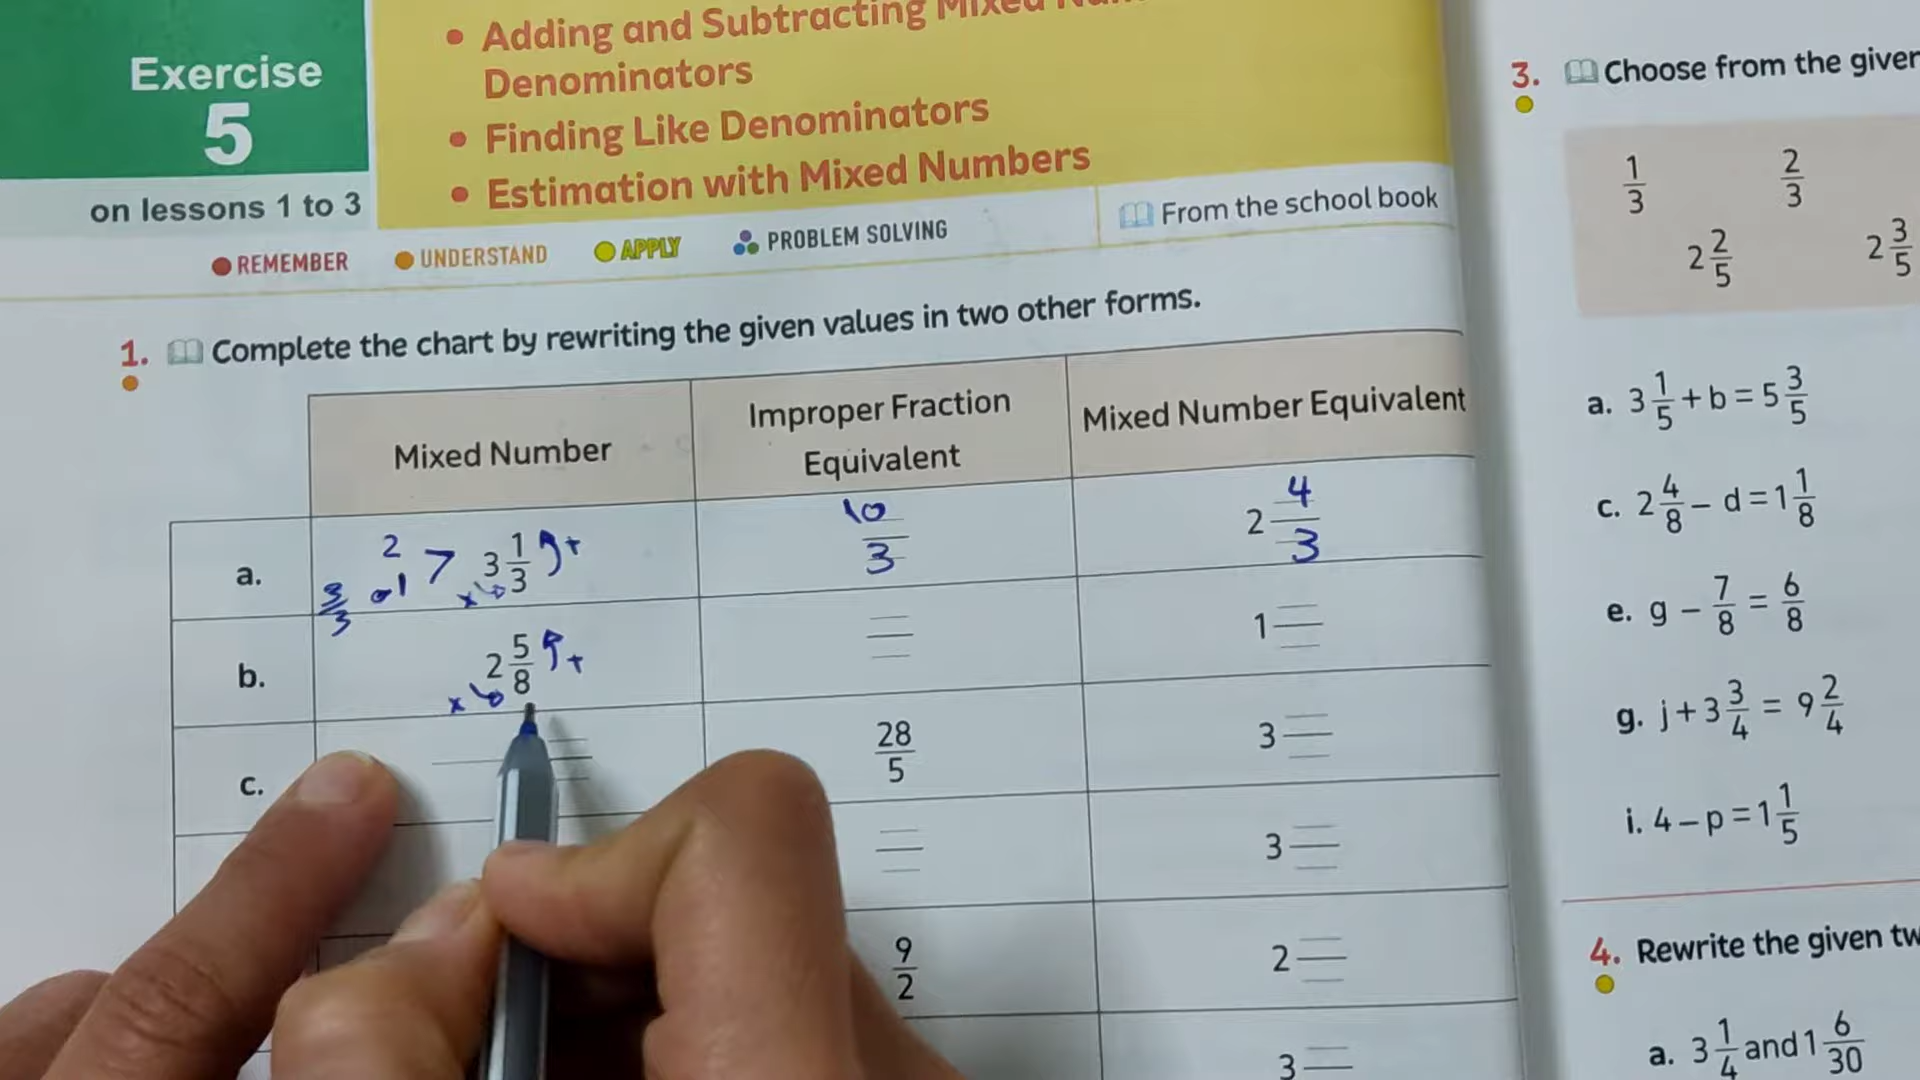 Exercise
5
on lessons 1 to 3
• Adding and Subtracting Mixed
Denominators
• Finding Like Denominators
• Estimation with Mixed Numbers
REMEMBER UNDERSTAND APPLY PROBLEM SOLVING
From the school book
1. Complete the chart by rewriting the given values in two other forms.
Mixed Number
Improper Fraction
Equivalent
Mixed Number Equivalent
a. 3 1/3 + × 10/3 2 4/3
2 1 3/3
b. 2 5/8 + × 1
c. 28/5 3
3
9/2 2
3
3. Choose from the given
1/3 2/3
2 2/5 2 3/5
a. 3 1/5 + b = 5 3/5
c. 2 4/8 – d = 1 1/8
e. g – 7/8 = 6/8
g. j + 3 3/4 = 9 2/4
i. 4 – p = 1 1/5
4. Rewrite the given
a. 3 1/4 and 1 6/30